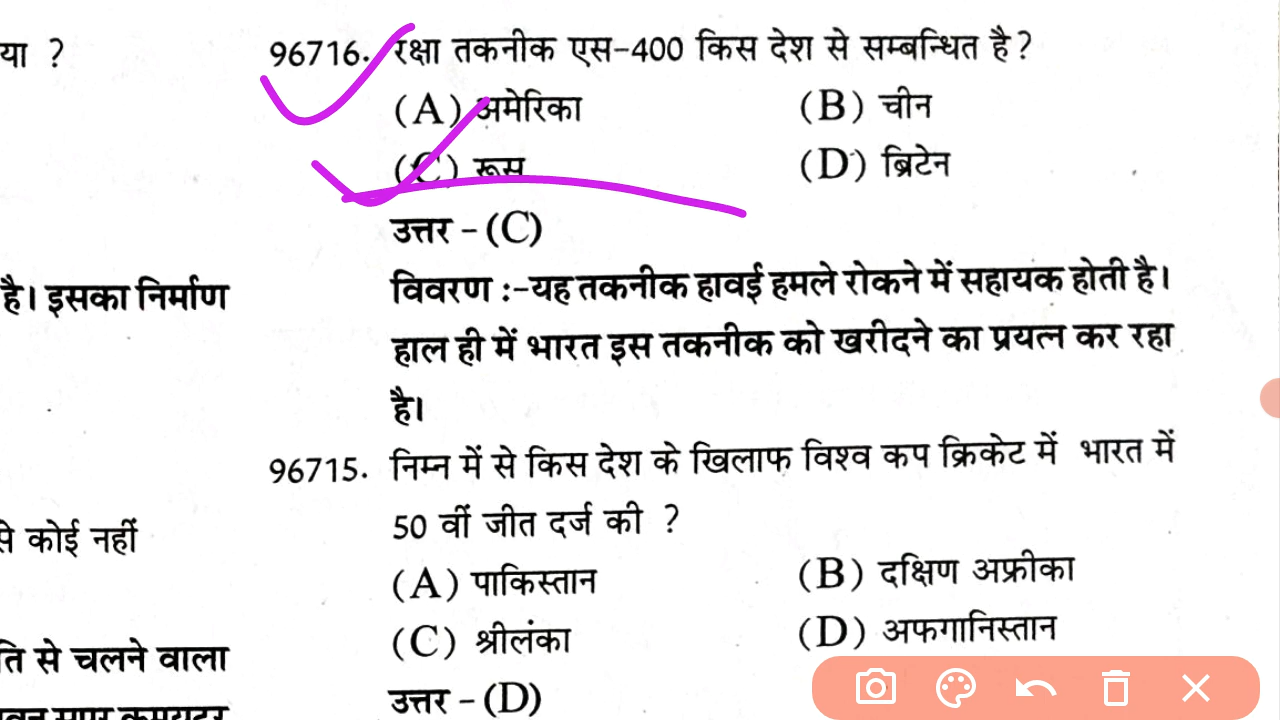 या ?
है। इसका निर्माण
से कोई नहीं
ति से चलने वाला
96716. रक्षा तकनीक एस-400 किस देश से सम्बन्धित है ?
(A) अमेरिका (B) चीन
(C) रूस (D) ब्रिटेन
उत्तर - (C)
विवरण :-यह तकनीक हावई हमले रोकने में सहायक होती है।
हाल ही में भारत इस तकनीक को खरीदने का प्रयत्न कर रहा
है।
96715. निम्न में से किस देश के खिलाफ विश्व कप क्रिकेट में भारत में
50 वीं जीत दर्ज की ?
(A) पाकिस्तान (B) दक्षिण अफ्रीका
(C) श्रीलंका (D) अफगानिस्तान
उत्तर - (D)